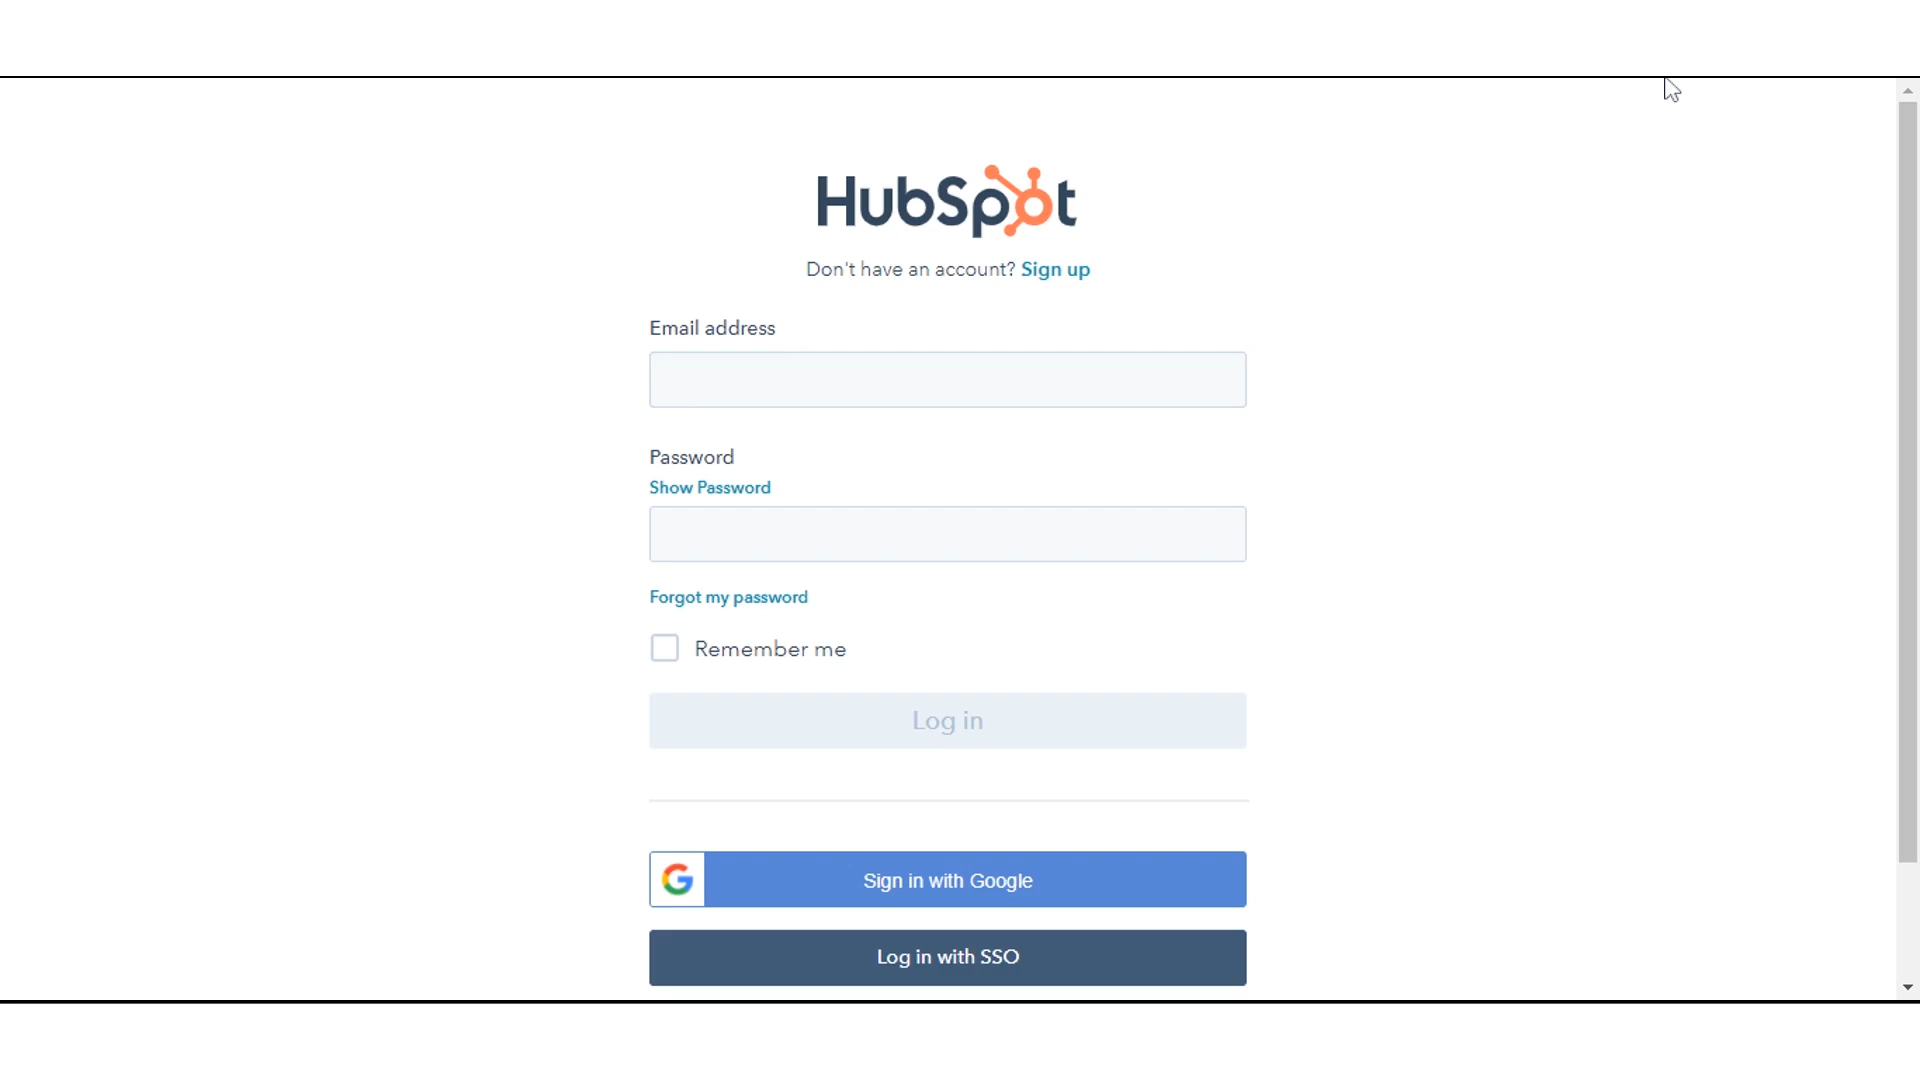 HubSpot
Don't have an account? Sign up
Email address
Password
Show Password
Forgot my password
Remember me
Log in
Sign in with Google
Log in with SSO